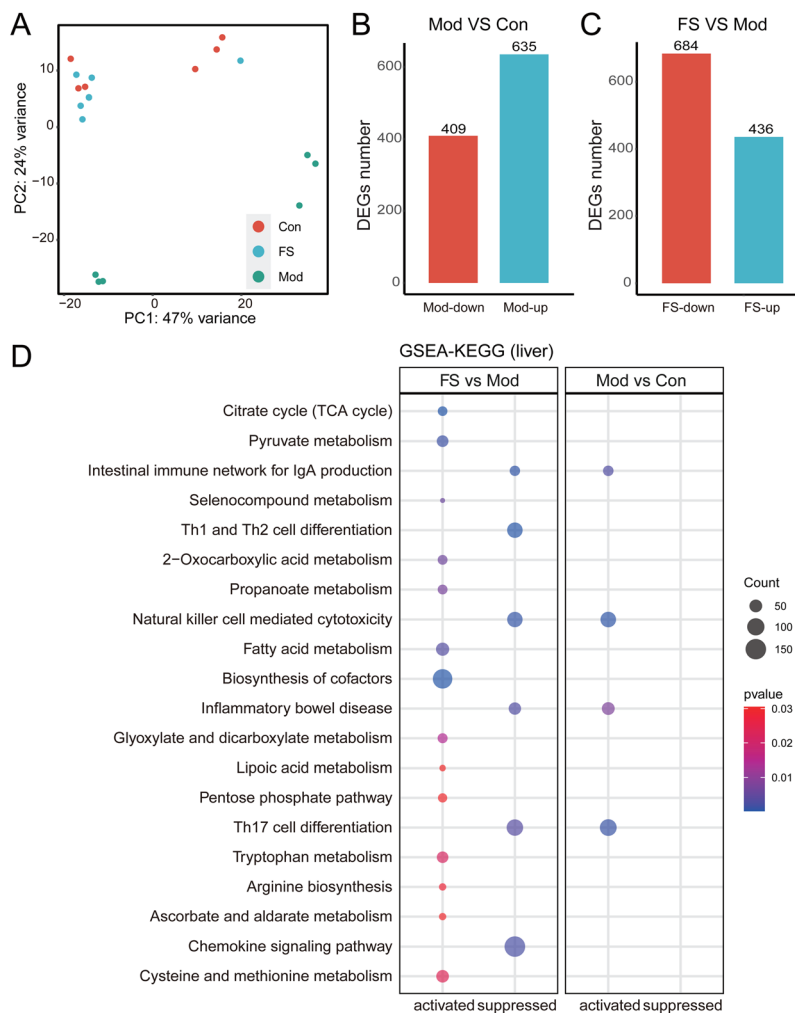 A
PC2: 24% variance
10
0
−10
−20
−20
0
20
PC1: 47% variance
Con
FS
Mod
B
Mod VS Con
DEGs number
600
400
200
0
409
635
Mod-down
Mod-up
C
FS VS Mod
DEGs number
600
400
200
0
684
436
FS-down
FS-up
D
GSEA-KEGG (liver)
FS vs Mod
Mod vs Con
Citrate cycle (TCA cycle)
Pyruvate metabolism
Intestinal immune network for IgA production
Selenocompound metabolism
Th1 and Th2 cell differentiation
2−Oxocarboxylic acid metabolism
Propanoate metabolism
Natural killer cell mediated cytotoxicity
Fatty acid metabolism
Biosynthesis of cofactors
Inflammatory bowel disease
Glyoxylate and dicarboxylate metabolism
Lipoic acid metabolism
Pentose phosphate pathway
Th17 cell differentiation
Tryptophan metabolism
Arginine biosynthesis
Ascorbate and aldarate metabolism
Chemokine signaling pathway
Cysteine and methionine metabolism
activated suppressed
activated suppressed
Count
50
100
150
pvalue
0.03
0.02
0.01